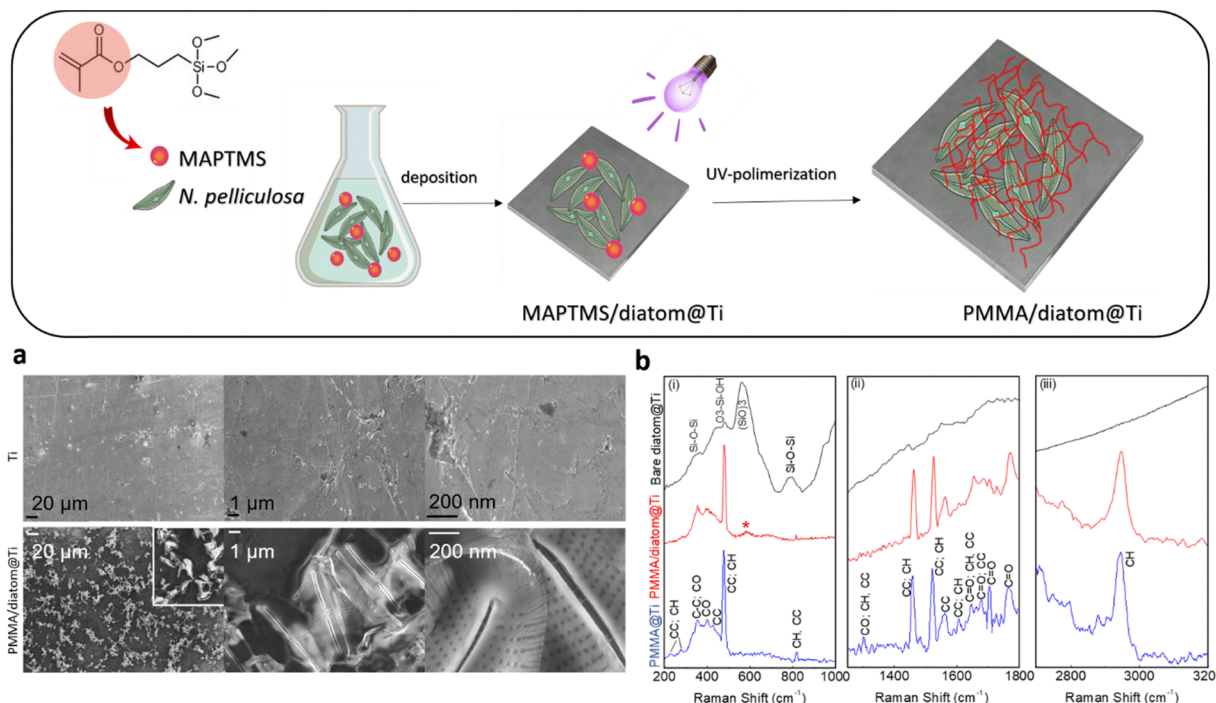 O
O
O
Si
O
O
MAPTMS
N. pelliculosa
deposition
UV-polimerization
MAPTMS/diatom@Ti
PMMA/diatom@Ti
a
Ti
20 µm
1 µm
200 nm
PMMA/diatom@Ti
20 µm
1 µm
200 nm
b
PMMA@Ti PMMA/diatom@Ti Bare diatom@Ti
(i)
Si-O-Si
O3-Si-OH
(SiO)3
Si-O-Si
*
CC; CH
C-C; CO
CO
CC
CC; CH
CH, CC
200 400 600 800 1000
Raman Shift (cm-1)
(ii)
CO; CH, CC
CC; CH
CC; CH
CC; CH
C=O; CH, CC
C=O; CC
C=O
C=O
1400 1600 1800
Raman Shift (cm-1)
(iii)
CH
2800 3000 320
Raman Shift (cm-1)